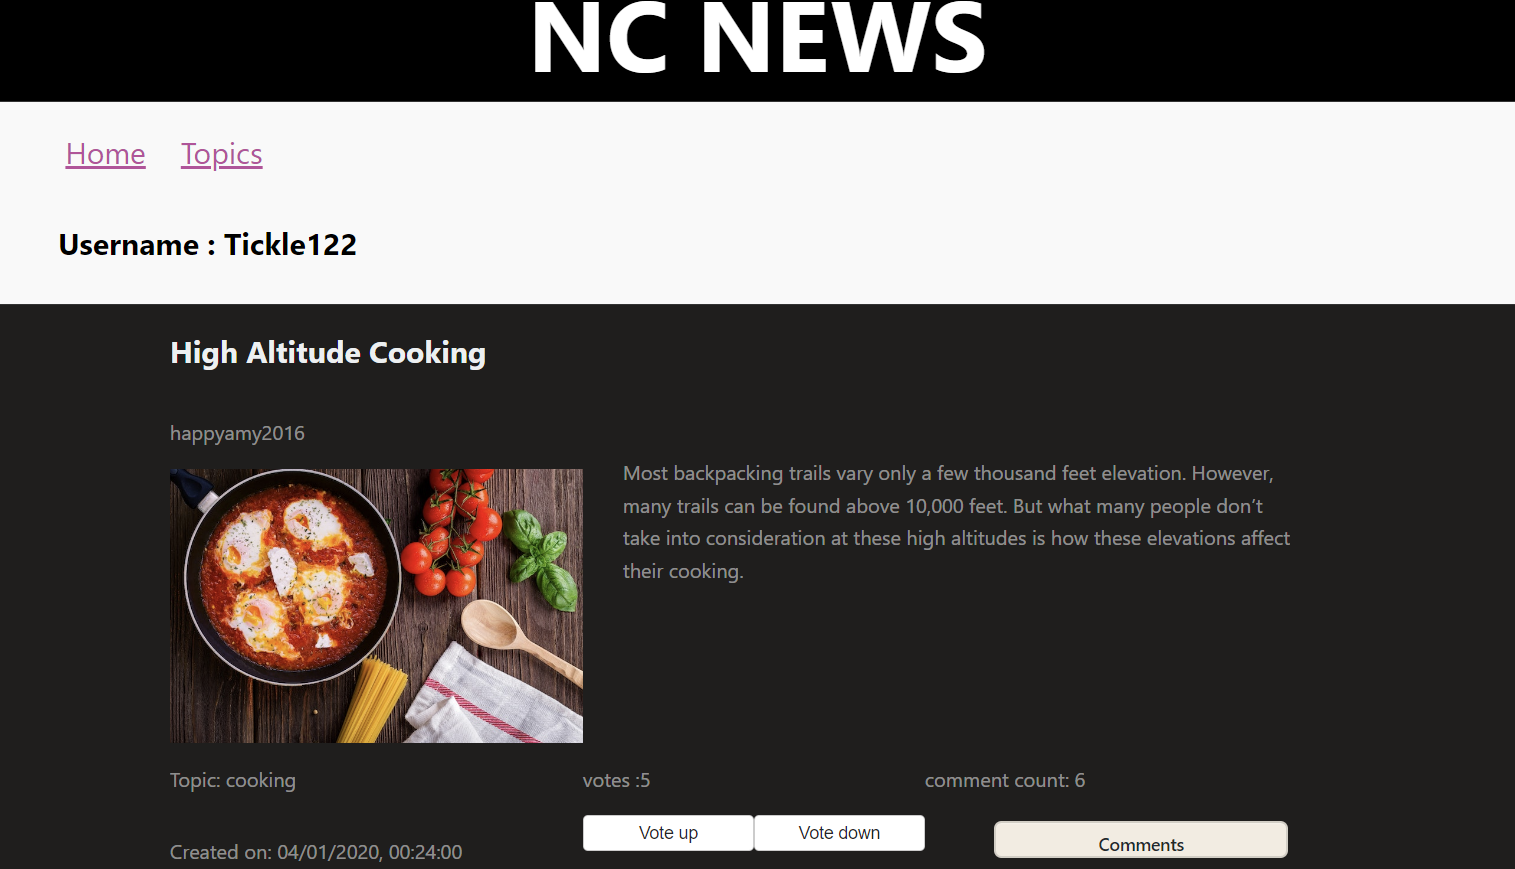 NC NEWS
Home Topics
Username : Tickle122
High Altitude Cooking
happyamy2016
Most backpacking trails vary only a few thousand feet elevation. However,
many trails can be found above 10,000 feet. But what many people don’t
take into consideration at these high altitudes is how these elevations affect
their cooking.
Topic: cooking
votes :5
comment count: 6
Vote up
Vote down
Comments
Created on: 04/01/2020, 00:24:00